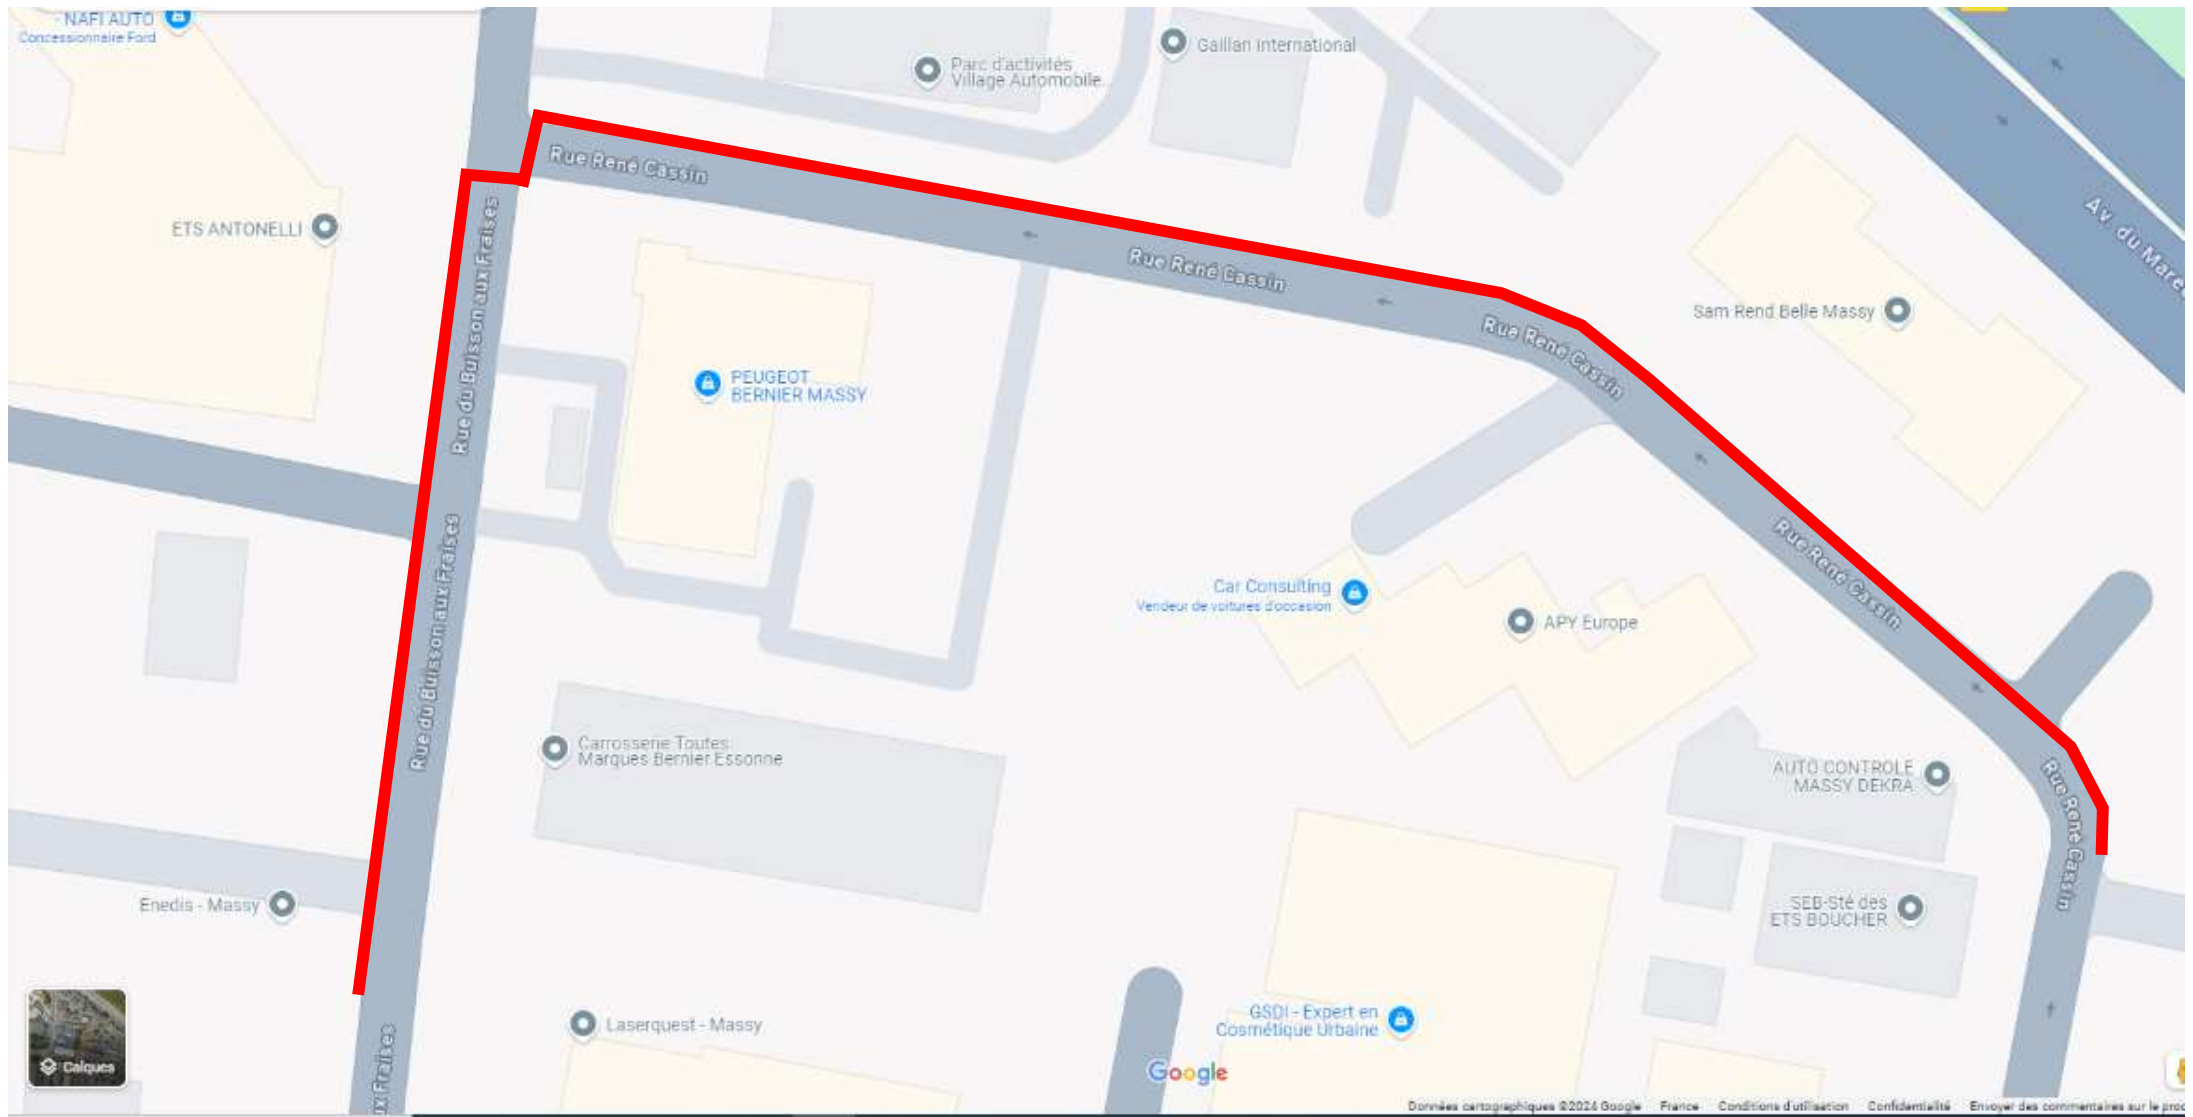 NAFI AUTO
Concessionnaire Ford
Gaillan International
Parc d'activités
Village Automobile...
Rue René Cassin
ETS ANTONELLI
Av. du Maréc
Rue du Buisson aux Fraises
Rue René Cassin
Sam Rend Belle Massy
Rue René Cassin
PEUGEOT
BERNIER MASSY
Rue René Cassin
Rue du Buisson aux Fraises
Car Consulting
Vendeur de voitures d'occasion
APY Europe
Carrosserie Toutes
Marques Bernier Essonne
AUTO CONTROLE
MASSY DEKRA
Rue René Cassin
Enedis - Massy
SEB-Sté des
ETS BOUCHER
GSDI - Expert en
Cosmétique Urbaine
Laserquest - Massy
x Fraises
Calques
Google
Données cartographiques ©2024 Google France Conditions d'utilisation Confidentialité Envoyer des commentaires sur le prod